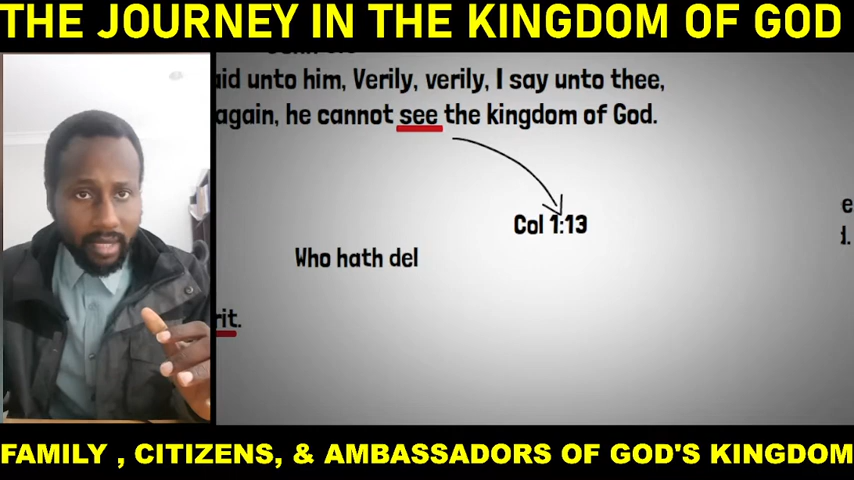 THE JOURNEY IN THE KINGDOM OF GOD
aid unto him, Verily, verily, I say unto thee,
again, he cannot see the kingdom of God.
Col 1:13
Who hath del
rit.
FAMILY , CITIZENS, & AMBASSADORS OF GOD'S KINGDOM